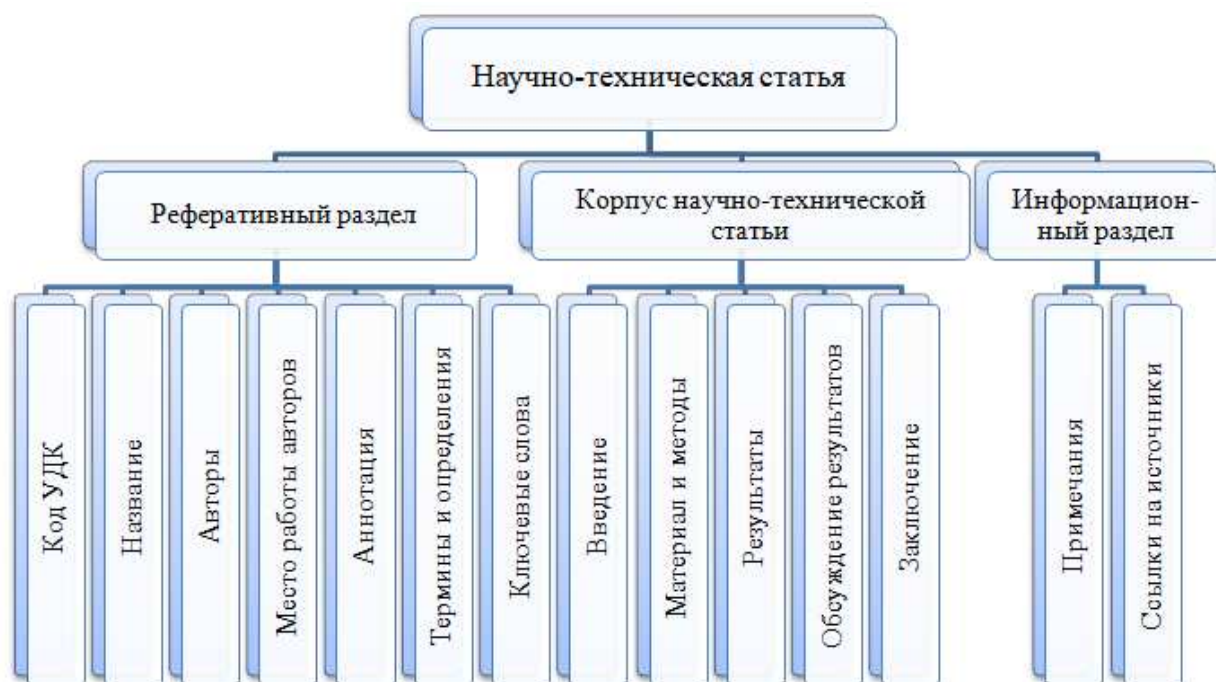 Научно-техническая статья
Реферативный раздел
Корпус научно-технической
статьи
Информацион-
ный раздел
Код УДК
Название
Авторы
Место работы авторов
Аннотация
Термины и определения
Ключевые слова
Введение
Материал и методы
Результаты
Обсуждение результатов
Заключение
Примечания
Ссылки на источники